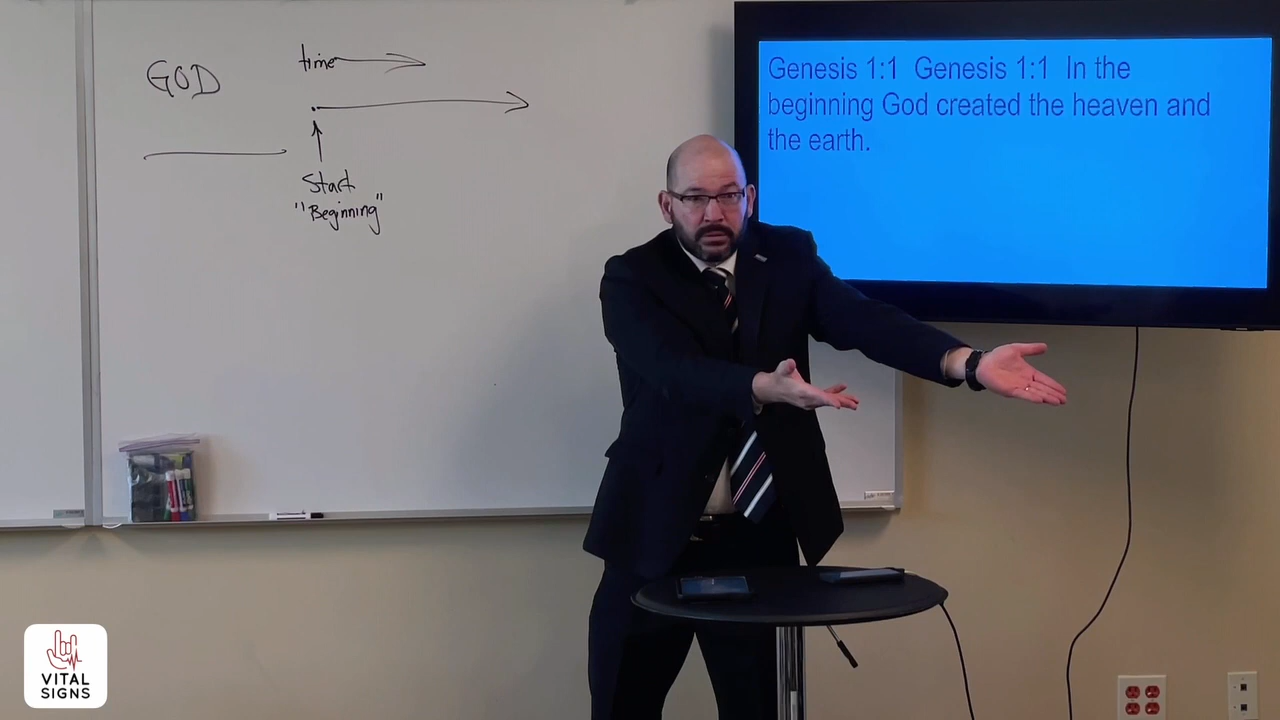 GOD
time
Start
"Beginning"
Genesis 1:1 Genesis 1:1 In the
beginning God created the heaven and
the earth.
VITAL
SIGNS